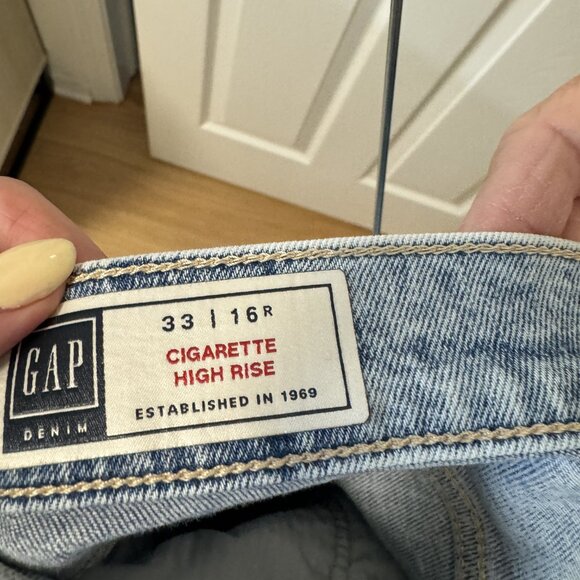 GAP
DENIM
33 | 16R
CIGARETTE
HIGH RISE
ESTABLISHED IN 1969